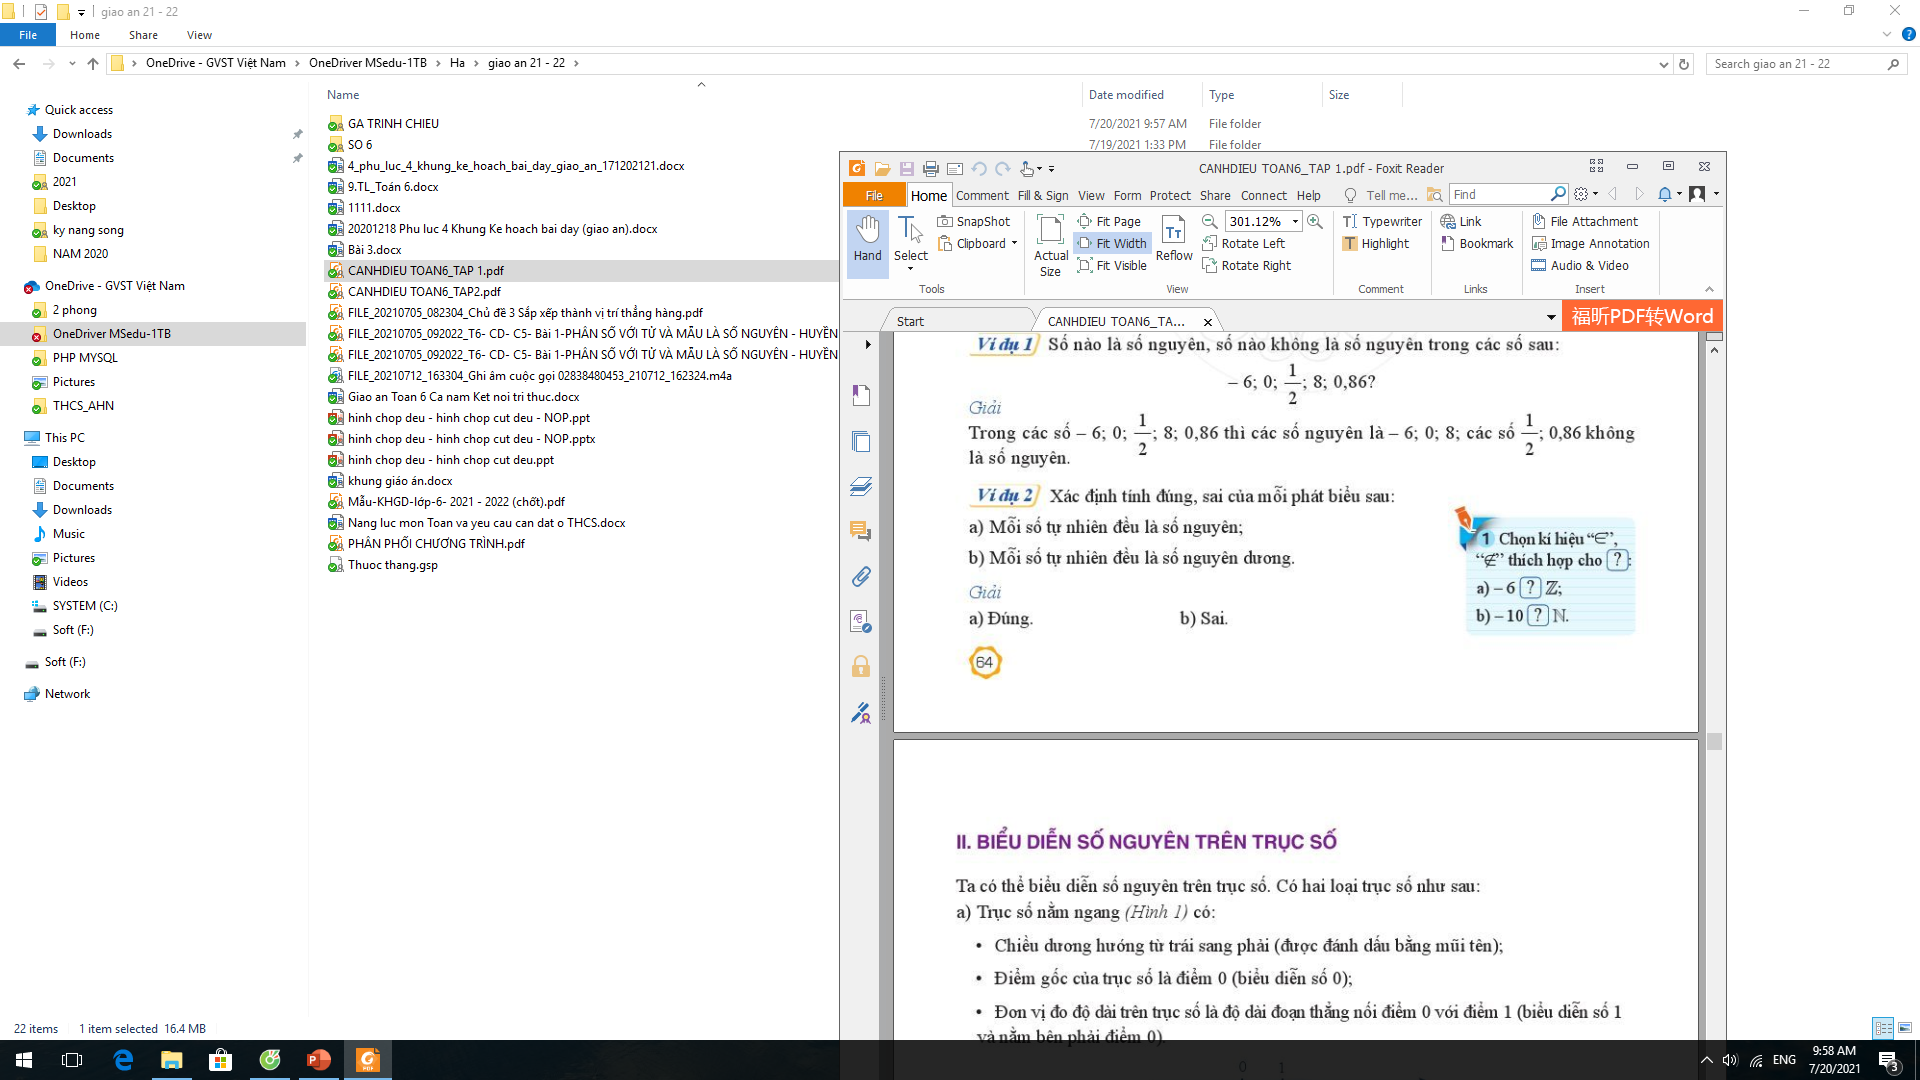 giao an 21 - 22
File Home Share View
OneDrive - GVST Việt Nam OneDriver MSedu-1TB Ha giao an 21 - 22
Search giao an 21 - 22
Quick access
Downloads
Documents
2021
Desktop
ky nang song
NAM 2020
OneDrive - GVST Việt Nam
2 phong
OneDriver MSedu-1TB
PHP MYSQL
Pictures
THCS_AHN
This PC
Desktop
Documents
Downloads
Music
Pictures
Videos
SYSTEM (C:)
Soft (F:)
Soft (F:)
Network
Name Date modified Type Size
GA TRINH CHIEU 7/20/2021 9:57 AM File folder
SO 6 7/19/2021 1:33 PM File folder
4_phu_luc_4_khung_ke_hoach_bai_day_giao_an_171202121.docx
9.TL_Toán 6.docx
1111.docx
20201218 Phu luc 4 Khung Ke hoach bai day (giao an).docx
Bài 3.docx
CANHDIEU TOAN6_TAP 1.pdf
CANHDIEU TOAN6_TAP2.pdf
FILE_20210705_082304_Chủ đề 3 Sắp xếp thành vị trí thẳng hàng.pdf
FILE_20210705_092022_T6- CD- C5- Bài 1-PHÂN SỐ VỚI TỬ VÀ MẪU LÀ SỐ NGUYÊN - HUYỀN
FILE_20210705_092022_T6- CD- C5- Bài 1-PHÂN SỐ VỚI TỬ VÀ MẪU LÀ SỐ NGUYÊN - HUYỀN
FILE_20210712_163304_Ghi âm cuộc gọi 02838480453_210712_162324.m4a
Giao an Toan 6 Ca nam Ket noi tri thuc.docx
hinh chop deu - hinh chop cut deu - NOP.ppt
hinh chop deu - hinh chop cut deu - NOP.pptx
hinh chop deu - hinh chop cut deu.ppt
khung giáo án.docx
Mẫu-KHGD-lớp-6- 2021 - 2022 (chốt).pdf
Nang luc mon Toan va yeu cau can dat o THCS.docx
PHÂN PHỐI CHƯƠNG TRÌNH.pdf
Thuoc thang.gsp
22 items 1 item selected 16.4 MB
CANHDIEU TOAN6_TAP 1.pdf - Foxit Reader
File Home Comment Fill & Sign View Form Protect Share Connect Help Tell me... Find
Hand
Select
SnapShot
Clipboard
Tools
Actual
Size
Fit Page
Fit Width
Fit Visible
Reflow
301.12%
Rotate Left
Rotate Right
View
Typewriter
Highlight
Comment
Link
Bookmark
Links
File Attachment
Image Annotation
Audio & Video
Insert
Start CANHDIEU TOAN6_TA...
福昕PDF转Word
Ví dụ 1 Số nào là số nguyên, số nào không là số nguyên trong các số sau:
– 6; 0; 1/2; 8; 0,86?
Giải
Trong các số – 6; 0; 1/2; 8; 0,86 thì các số nguyên là – 6; 0; 8; các số 1/2; 0,86 không
là số nguyên.
Ví dụ 2 Xác định tính đúng, sai của mỗi phát biểu sau:
a) Mỗi số tự nhiên đều là số nguyên;
b) Mỗi số tự nhiên đều là số nguyên dương.
Giải
a) Đúng. b) Sai.
1 Chọn kí hiệu “∈”,
“∉” thích hợp cho ? :
a) – 6 ? ℤ;
b) – 10 ? ℕ.
64
II. BIỂU DIỄN SỐ NGUYÊN TRÊN TRỤC SỐ
Ta có thể biểu diễn số nguyên trên trục số. Có hai loại trục số như sau:
a) Trục số nằm ngang (Hình 1) có:
• Chiều dương hướng từ trái sang phải (được đánh dấu bằng mũi tên);
• Điểm gốc của trục số là điểm 0 (biểu diễn số 0);
• Đơn vị đo độ dài trên trục số là độ dài đoạn thẳng nối điểm 0 với điểm 1 (biểu diễn số 1
và nằm bên phải điểm 0).
0 1
ENG
9:58 AM
7/20/2021
3